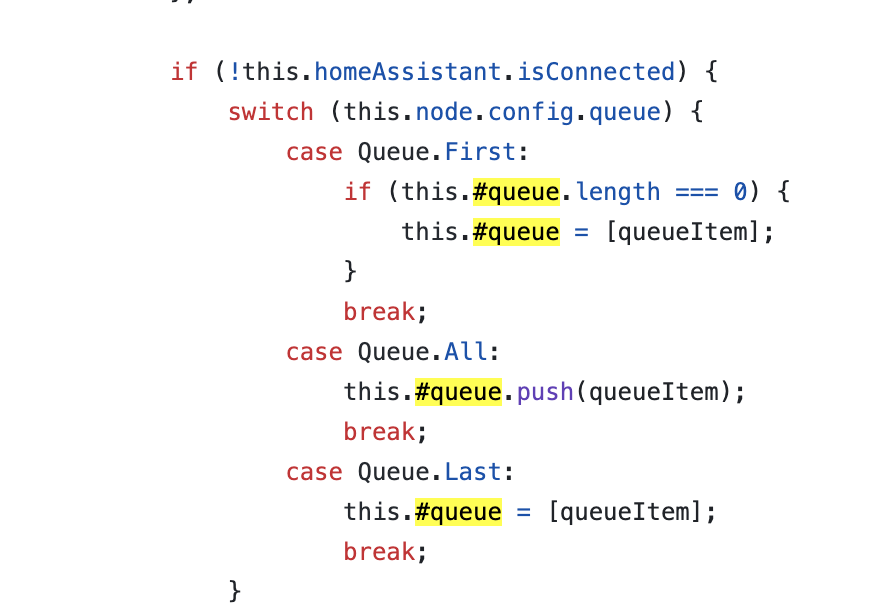 if (!this.homeAssistant.isConnected) {
switch (this.node.config.queue) {
case Queue.First:
if (this.#queue.length === 0) {
this.#queue = [queueItem];
}
break;
case Queue.All:
this.#queue.push(queueItem);
break;
case Queue.Last:
this.#queue = [queueItem];
break;
}